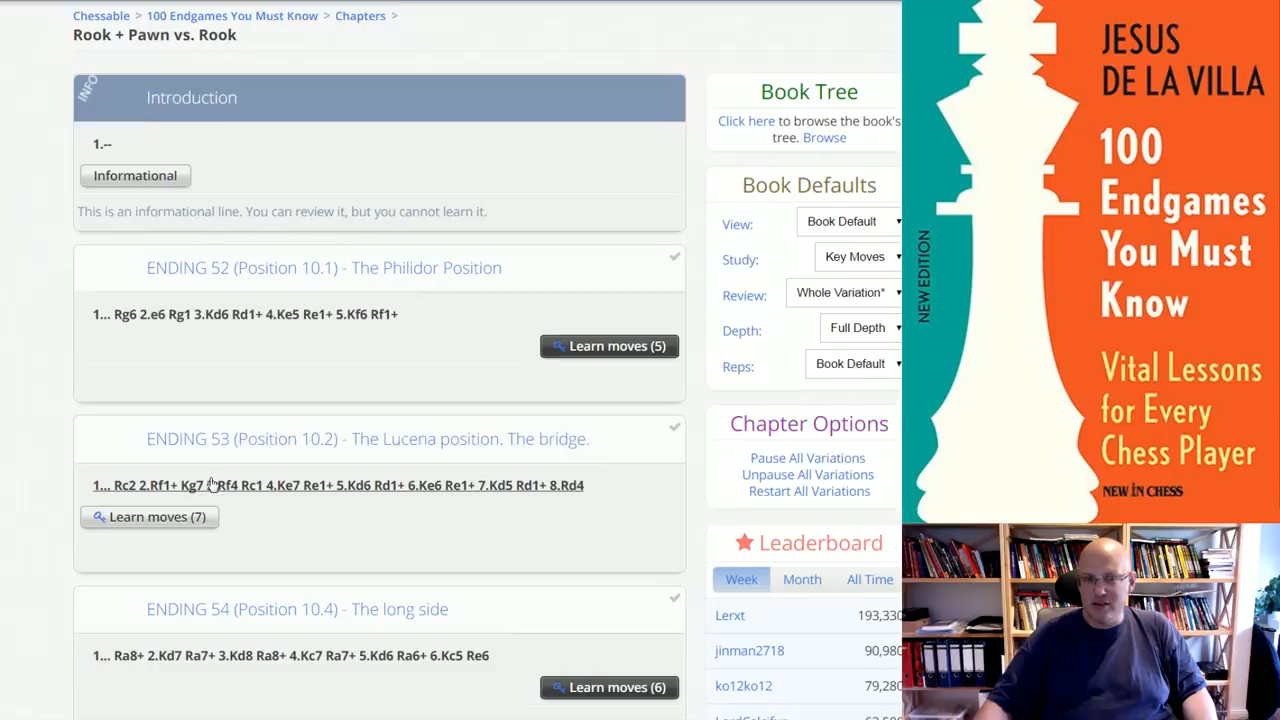 Chessable > 100 Endgames You Must Know > Chapters >
Rook + Pawn vs. Rook
INFO
Introduction
1.--
Informational
This is an informational line. You can review it, but you cannot learn it.
ENDING 52 (Position 10.1) - The Philidor Position
1... Rg6 2.e6 Rg1 3.Kd6 Rd1+ 4.Ke5 Re1+ 5.Kf6 Rf1+
Learn moves (5)
ENDING 53 (Position 10.2) - The Lucena position. The bridge.
1... Rc2 2.Rf1+ Kg7 Rf4 Rc1 4.Ke7 Re1+ 5.Kd6 Rd1+ 6.Ke6 Re1+ 7.Kd5 Rd1+ 8.Rd4
Learn moves (7)
ENDING 54 (Position 10.4) - The long side
1... Ra8+ 2.Kd7 Ra7+ 3.Kd8 Ra8+ 4.Kc7 Ra7+ 5.Kd6 Ra6+ 6.Kc5 Re6
Learn moves (6)
Book Tree
Click here to browse the book's
tree. Browse
Book Defaults
View: Book Default
Study: Key Moves
Review: Whole Variation*
Depth: Full Depth
Reps: Book Default
Chapter Options
Pause All Variations
Unpause All Variations
Restart All Variations
Leaderboard
Week Month All Time
Lerxt 193,330
jinman2718 90,980
ko12ko12 79,280
JESUS
DE LA VILLA
100
Endgames
You Must
Know
NEW EDITION
Vital Lessons
for Every
Chess Player
NEW IN CHESS